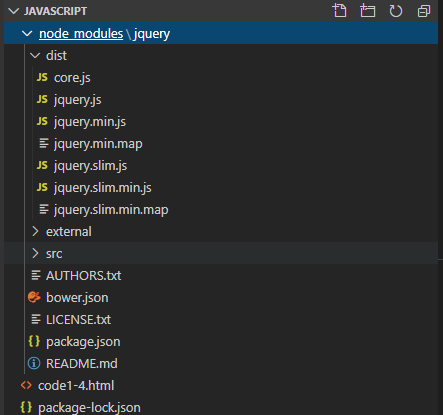 JAVASCRIPT
node_modules\jquery
dist
JS core.js
JS jquery.js
JS jquery.min.js
jquery.min.map
JS jquery.slim.js
JS jquery.slim.min.js
jquery.slim.min.map
external
src
AUTHORS.txt
bower.json
LICENSE.txt
{} package.json
README.md
<> code1-4.html
{} package-lock.json